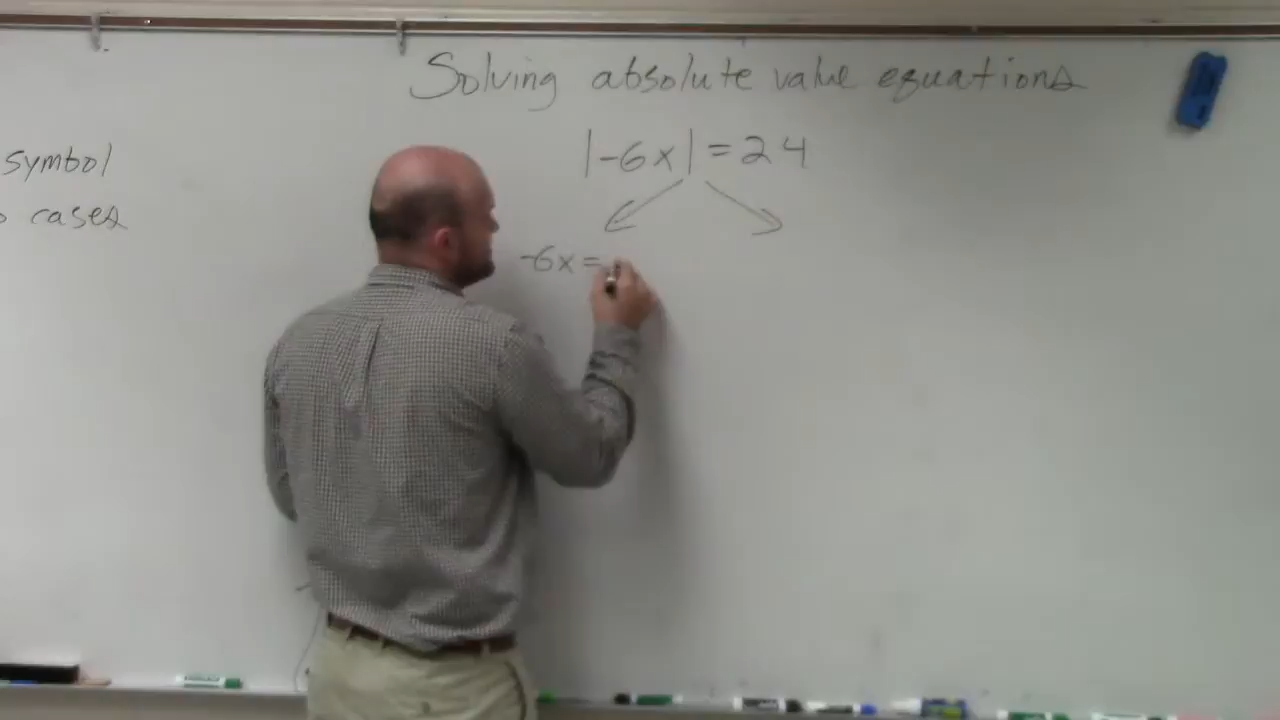 Solving absolute value equations
symbol
cases
|-6x| = 24
-6x =